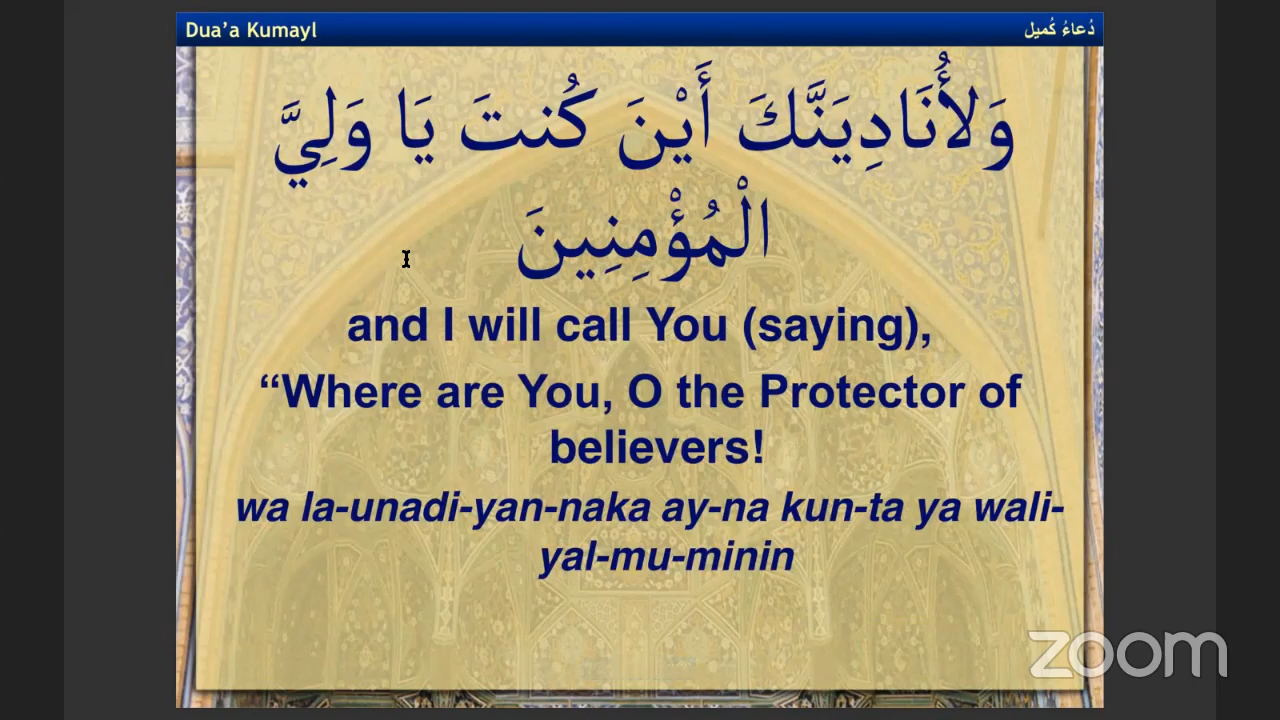 Dua’a Kumayl
دُعاءُ كُميل
وَلأُنَادِيَنَّكَ أَيْنَ كُنتَ يَا وَلِيَّ
الْمُؤْمِنِينَ
and I will call You (saying),
“Where are You, O the Protector of
believers!
wa la-unadi-yan-naka ay-na kun-ta ya wali-
yal-mu-minin
zoom